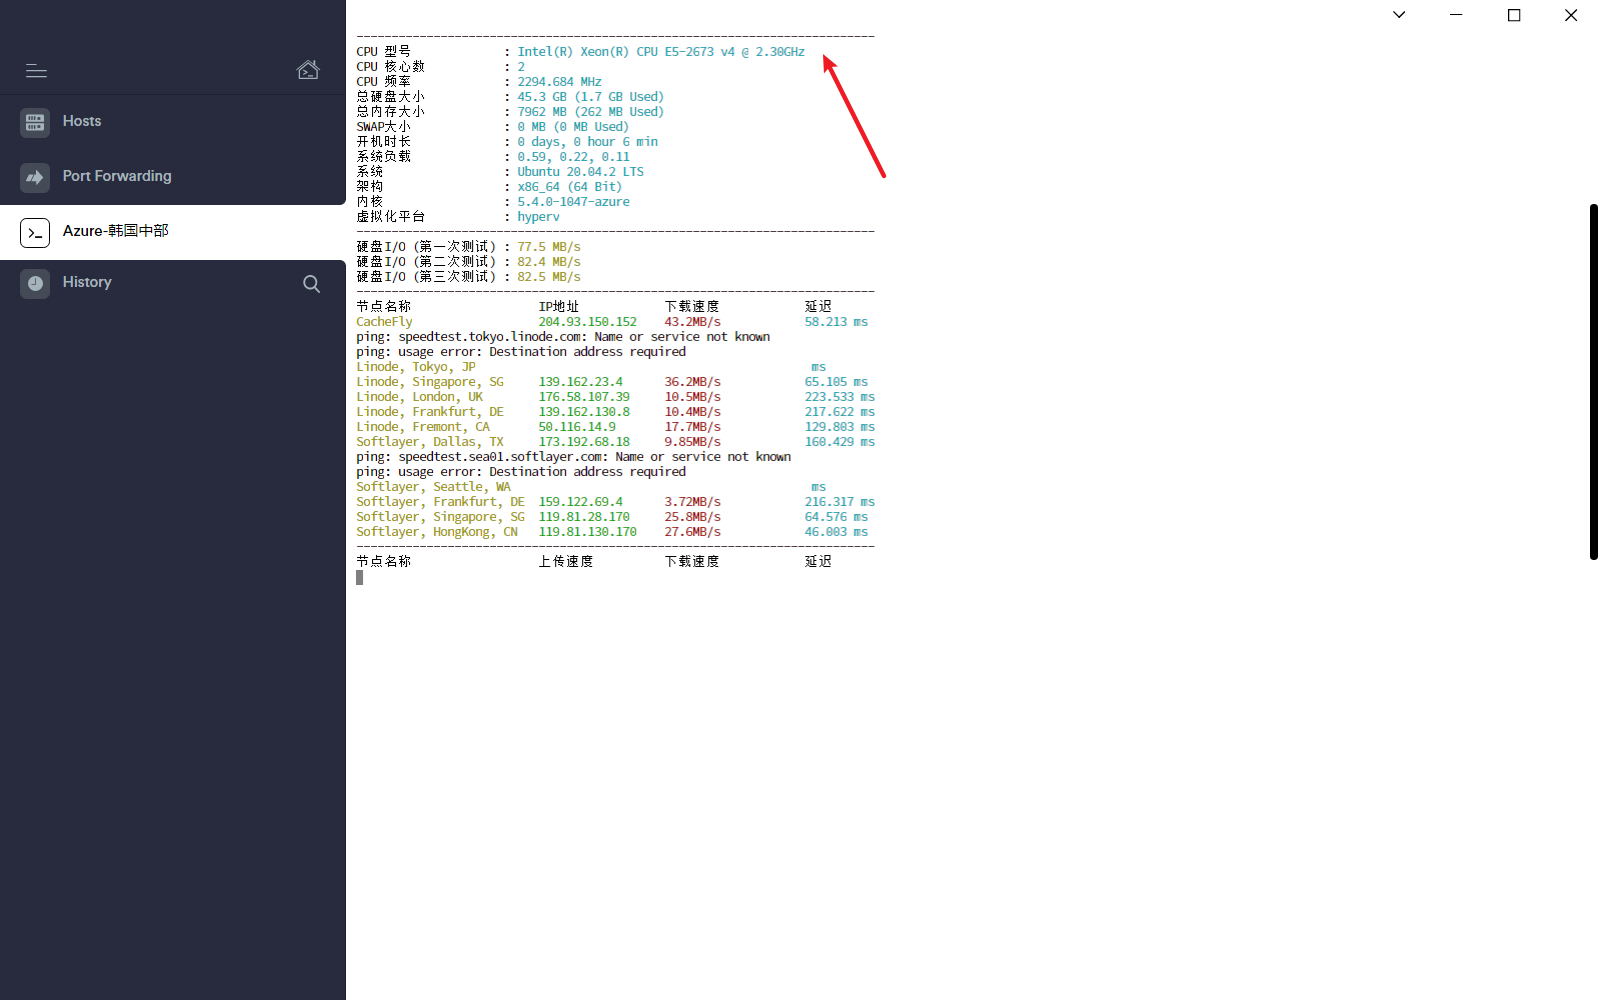 Hosts
Port Forwarding
Azure-韩国中部
History
----------------------------------------------------------------------
CPU 型号 : Intel(R) Xeon(R) CPU E5-2673 v4 @ 2.30GHz
CPU 核心数 : 2
CPU 频率 : 2294.684 MHz
总硬盘大小 : 45.3 GB (1.7 GB Used)
总内存大小 : 7962 MB (262 MB Used)
SWAP大小 : 0 MB (0 MB Used)
开机时长 : 0 days, 0 hour 6 min
系统负载 : 0.59, 0.22, 0.11
系统 : Ubuntu 20.04.2 LTS
架构 : x86_64 (64 Bit)
内核 : 5.4.0-1047-azure
虚拟化平台 : hyperv
----------------------------------------------------------------------
硬盘I/O (第一次测试) : 77.5 MB/s
硬盘I/O (第二次测试) : 82.4 MB/s
硬盘I/O (第三次测试) : 82.5 MB/s
----------------------------------------------------------------------
节点名称 IP地址 下载速度 延迟
CacheFly 204.93.150.152 43.2MB/s 58.213 ms
ping: speedtest.tokyo.linode.com: Name or service not known
ping: usage error: Destination address required
Linode, Tokyo, JP ms
Linode, Singapore, SG 139.162.23.4 36.2MB/s 65.105 ms
Linode, London, UK 176.58.107.39 10.5MB/s 223.533 ms
Linode, Frankfurt, DE 139.162.130.8 10.4MB/s 217.622 ms
Linode, Fremont, CA 50.116.14.9 17.7MB/s 129.803 ms
Softlayer, Dallas, TX 173.192.68.18 9.85MB/s 160.429 ms
ping: speedtest.sea01.softlayer.com: Name or service not known
ping: usage error: Destination address required
Softlayer, Seattle, WA ms
Softlayer, Frankfurt, DE 159.122.69.4 3.72MB/s 216.317 ms
Softlayer, Singapore, SG 119.81.28.170 25.8MB/s 64.576 ms
Softlayer, HongKong, CN 119.81.130.170 27.6MB/s 46.003 ms
----------------------------------------------------------------------
节点名称 上传速度 下载速度 延迟